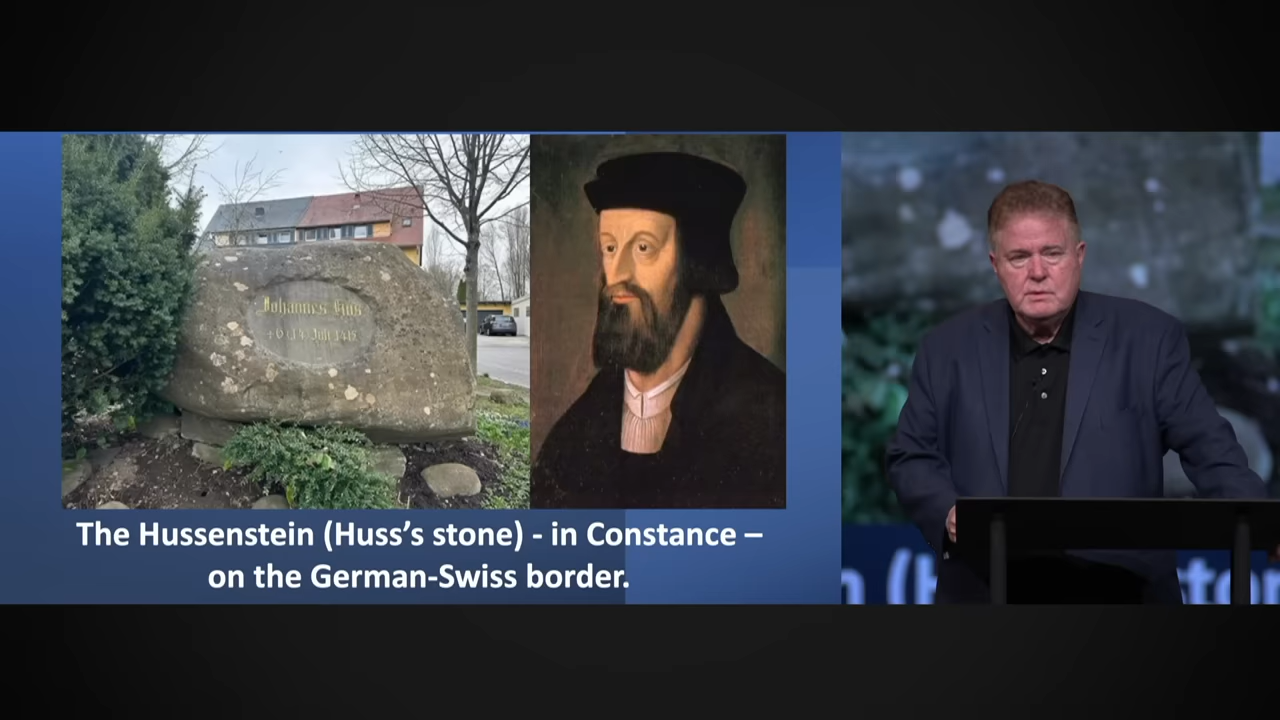 Johannes Hus
The Hussenstein (Huss's stone) - in Constance –
on the German-Swiss border.